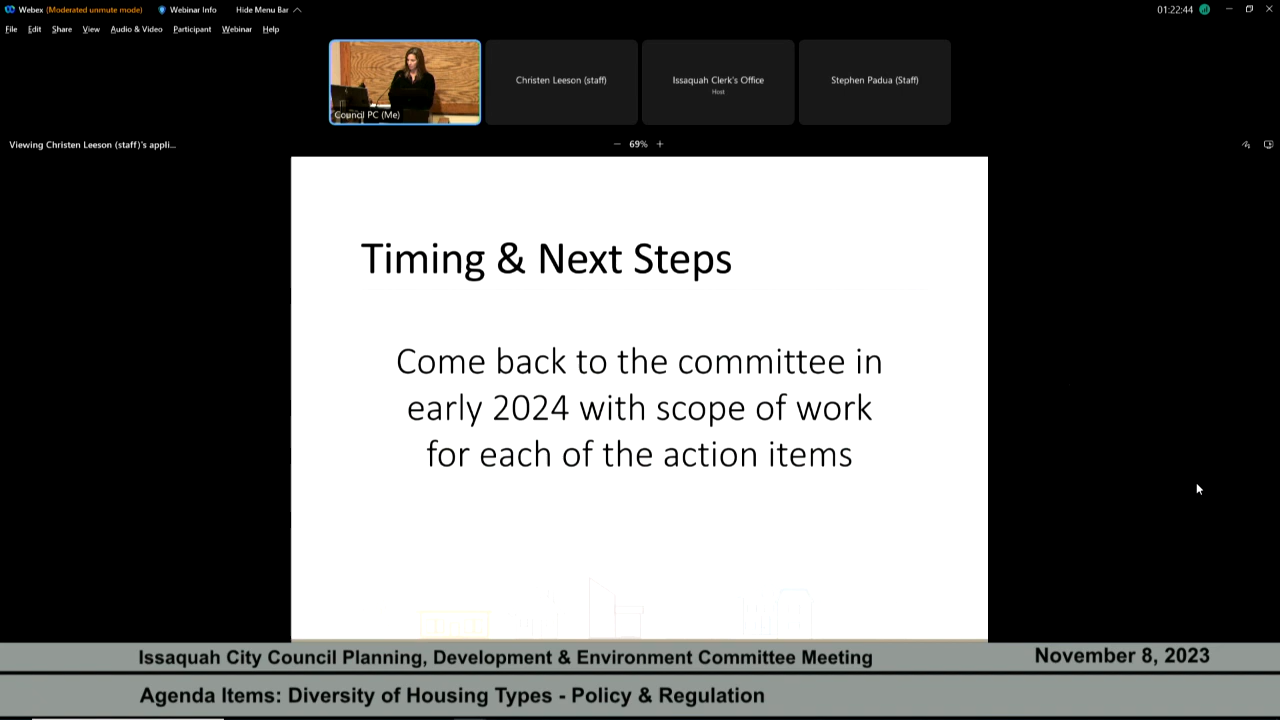 Webex (Moderated unmute mode) Webinar Info Hide Menu Bar 01:22:44
File Edit Share View Audio & Video Participant Webinar Help
Council PC (Me)
Christen Leeson (staff)
Issaquah Clerk's Office
Host
Stephen Padua (Staff)
Viewing Christen Leeson (staff)'s appli...
69%
Timing & Next Steps
Come back to the committee in
early 2024 with scope of work
for each of the action items
Issaquah City Council Planning, Development & Environment Committee Meeting November 8, 2023
Agenda Items: Diversity of Housing Types - Policy & Regulation